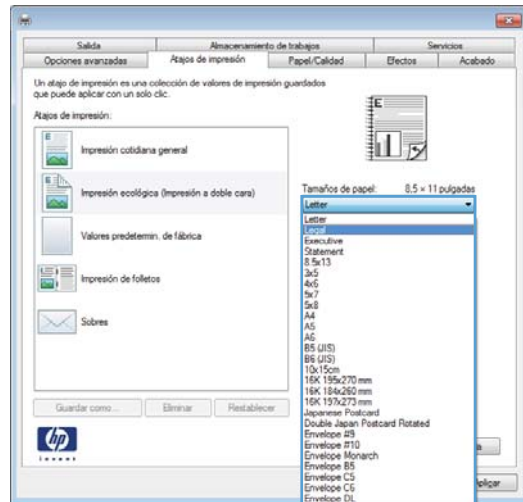 Salida
Almacenamiento de trabajos
Servicios
Opciones avanzadas
Atajos de impresión
Papel/Calidad
Efectos
Acabado
Un atajo de impresión es una colección de valores de impresión guardados
que puede aplicar con un solo clic.
Atajos de impresión:
Impresión cotidiana general
Impresión ecológica (Impresión a doble cara)
Valores predetermin. de fábrica
Impresión de folletos
Sobres
Guardar como...
Eliminar
Restablecer
hp
invent
E
Tamaños de papel: 8,5 × 11 pulgadas
Letter
Letter
Legal
Executive
Statement
8.5x13
3x5
4x6
5x7
5x8
A4
A5
A6
B5 (JIS)
B6 (JIS)
10x15cm
16K 195x270 mm
16K 184x260 mm
16K 197x273 mm
Japanese Postcard
Double Japan Postcard Rotated
Envelope #9
Envelope #10
Envelope Monarch
Envelope B5
Envelope C5
Envelope C6
Envelope DL
Aplicar